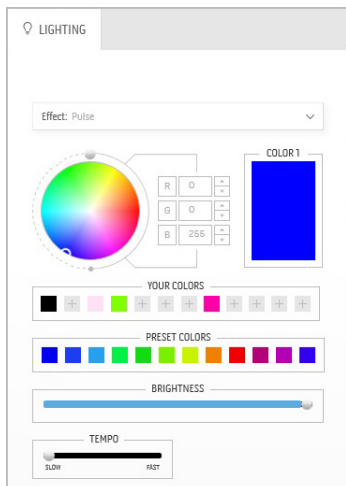 LIGHTING
Effect: Pulse
COLOR 1
R 0
G 0
B 255
YOUR COLORS
PRESET COLORS
BRIGHTNESS
TEMPO
SLOW FAST